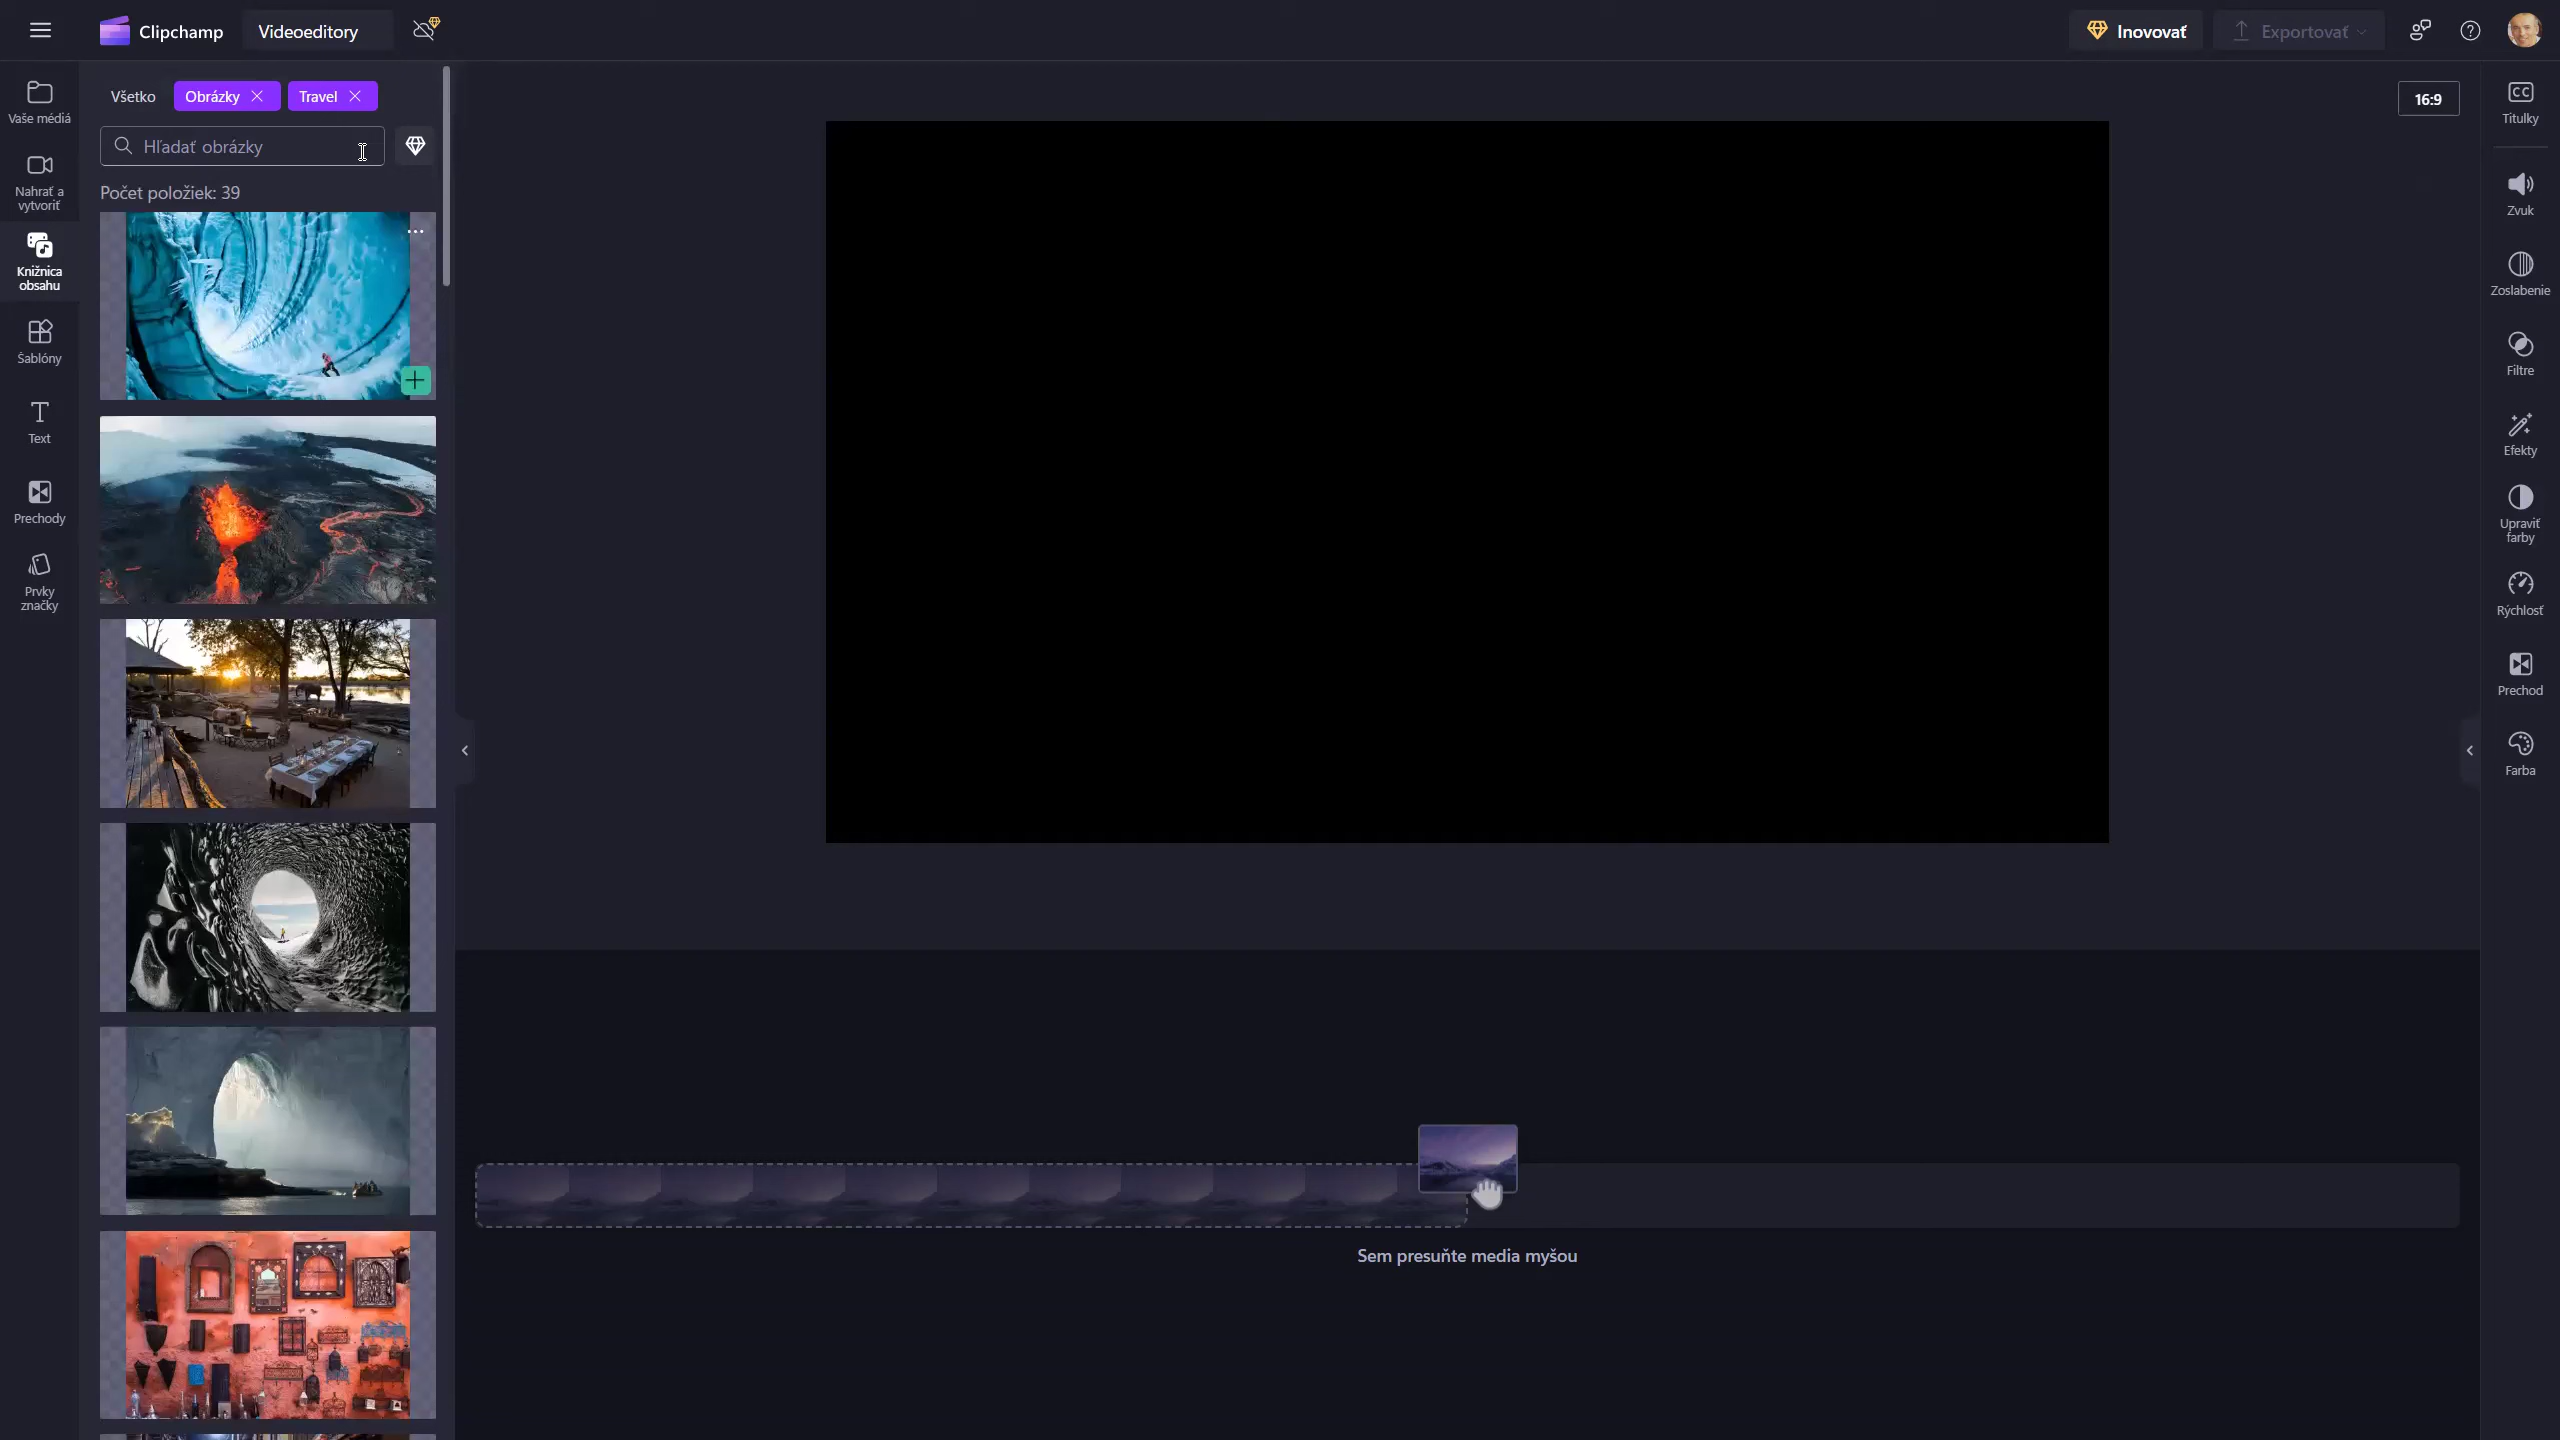 Clipchamp
Videoeditory
Inovovať
Exportovať
Vaše médiá
Nahrať a
vytvoriť
Knižnica
obsahu
Šablóny
Text
Prechody
Prvky
značky
Všetko
Obrázky
Travel
Hľadať obrázky
Počet položiek: 39
16:9
Sem presuňte media myšou
CC
Titulky
Zvuk
Zoslabenie
Filtre
Efekty
Upraviť
farby
Rýchlosť
Prechod
Farba